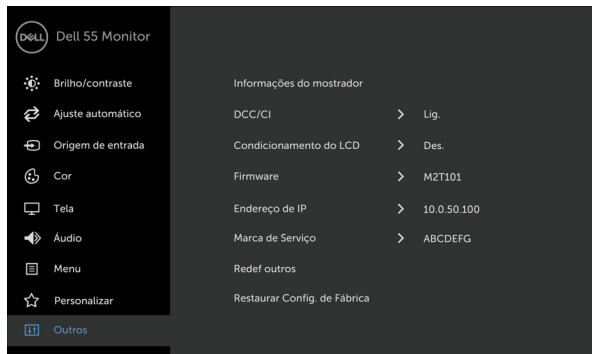 DELL Dell 55 Monitor
Brilho/contraste
Ajuste automático
Origem de entrada
Cor
Tela
Áudio
Menu
Personalizar
Outros
Informações do mostrador
DCC/CI > Lig.
Condicionamento do LCD > Des.
Firmware > M2T101
Endereço de IP > 10.0.50.100
Marca de Serviço > ABCDEFG
Redef outros
Restaurar Config. de Fábrica